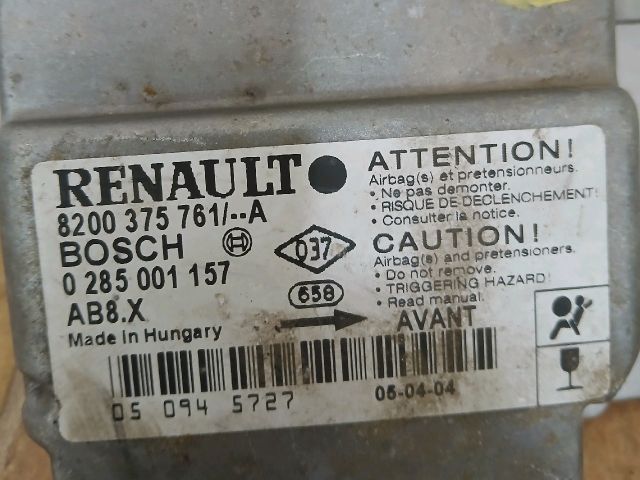 RENAULT
8200 375 761/--A
BOSCH
0 285 001 157
AB8.X
Made In Hungary
037
658
ATTENTION!
Airbag(s) et pretensionneurs.
• Ne pas demonter.
• RISQUE DE DECLENCHEMENT!
• Consulter la notice.
CAUTION!
Airbag(s) and pretensioners.
• Do not remove.
• TRIGGERING HAZARD!
• Read manual.
AVANT
05 094 5727
05-04-04